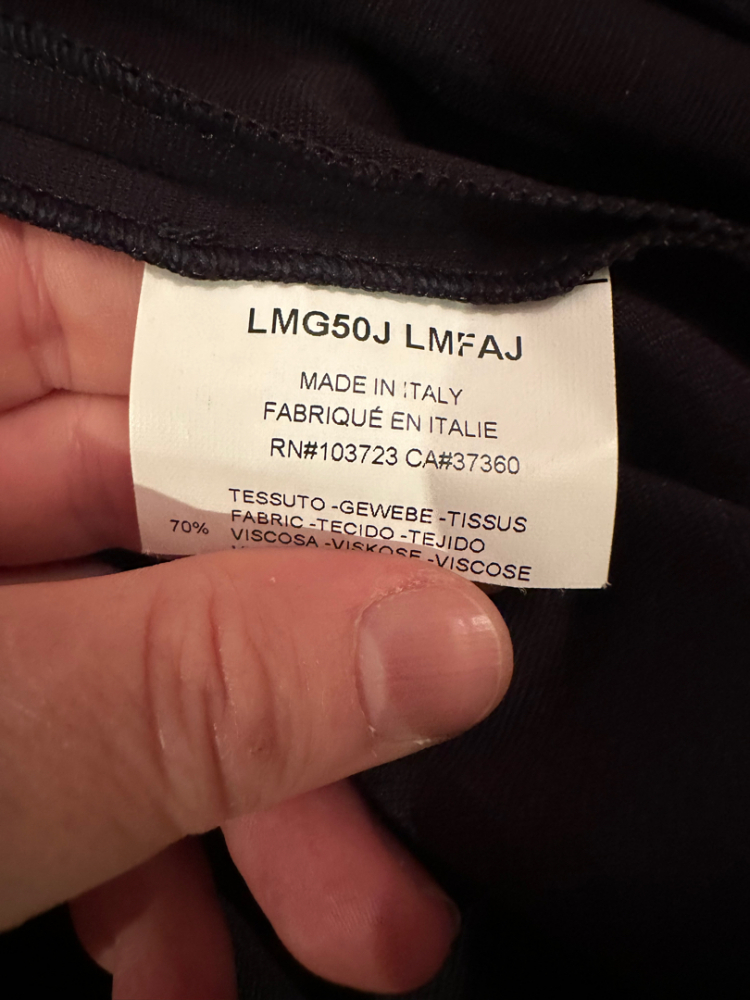 LMG50J LMFAJ
MADE IN ITALY
FABRIQUÉ EN ITALIE
RN#103723 CA#37360
TESSUTO -GEWEBE -TISSUS
FABRIC -TECIDO -TEJIDO
70% VISCOSA -VISKOSE -VISCOSE